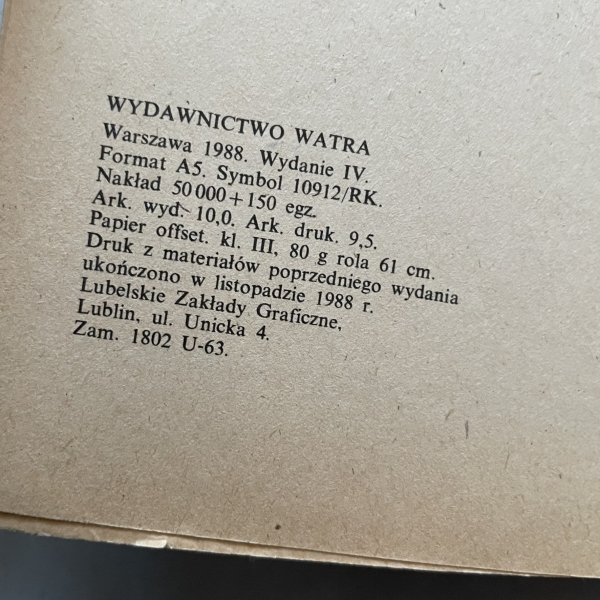 WYDAWNICTWO WATRA
Warszawa 1988. Wydanie IV.
Format A5. Symbol 10912/RK.
Nakład 50 000 + 150 egz.
Ark. wyd. 10,0. Ark. druk. 9,5.
Papier offset. kl. III, 80 g rola 61 cm.
Druk z materiałów poprzedniego wydania
ukończono w listopadzie 1988 r.
Lubelskie Zakłady Graficzne,
Lublin, ul. Unicka 4.
Zam. 1802 U-63.